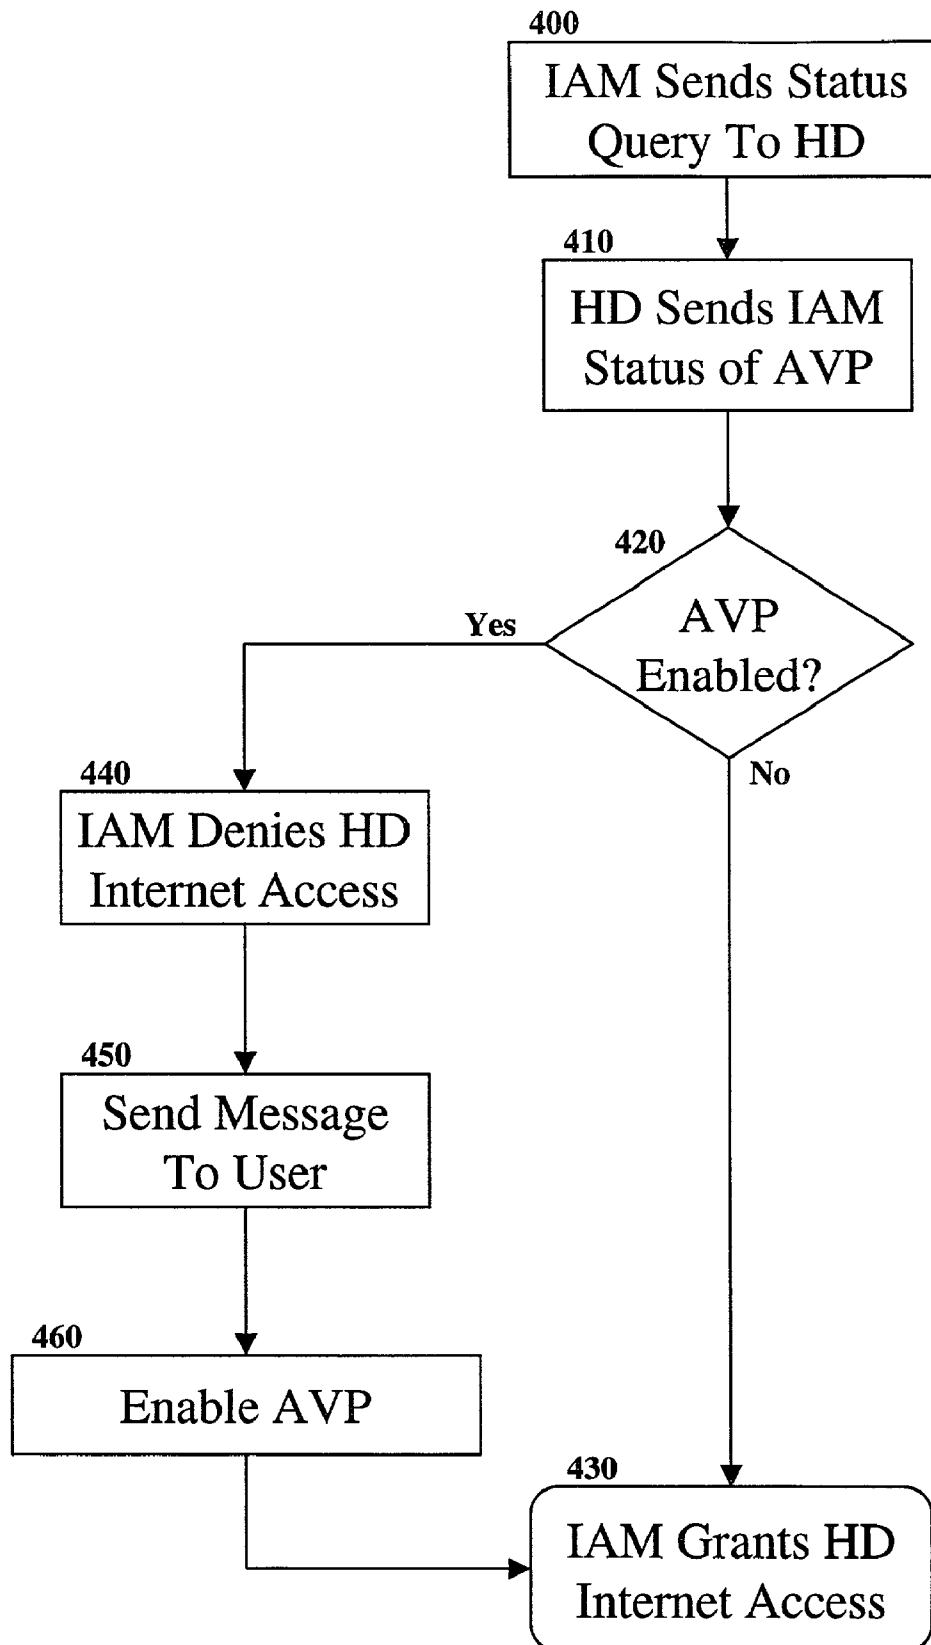 400
IAM Sends Status
Query To HD
410
HD Sends IAM
Status of AVP
420
AVP
Enabled?
Yes
No
440
IAM Denies HD
Internet Access
450
Send Message
To User
460
Enable AVP
430
IAM Grants HD
Internet Access